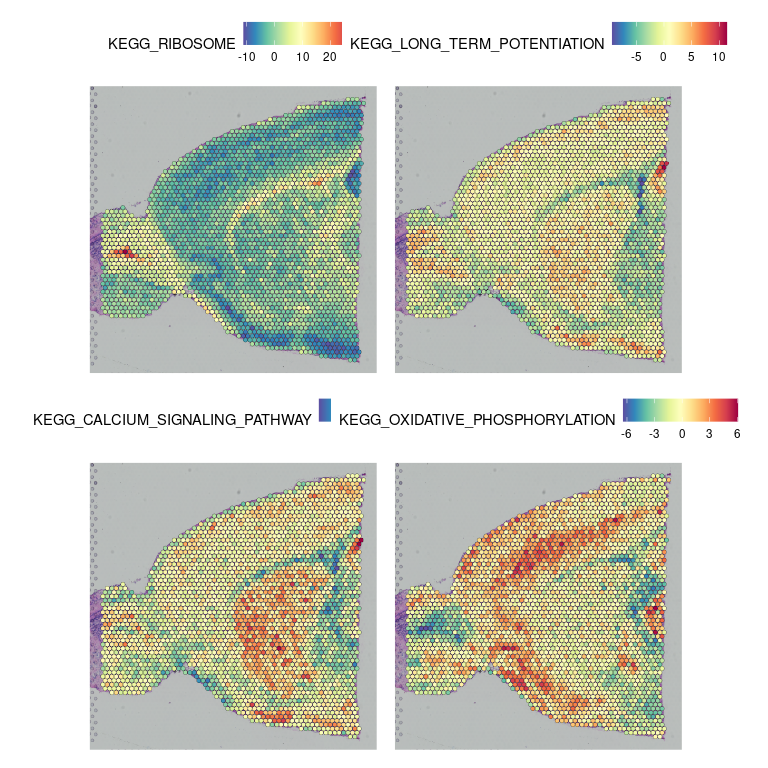 KEGG_RIBOSOME
-10 0 10 20
KEGG_LONG_TERM_POTENTIATION
-5 0 5 10
KEGG_CALCIUM_SIGNALING_PATHWAY
KEGG_OXIDATIVE_PHOSPHORYLATION
-6 -3 0 3 6